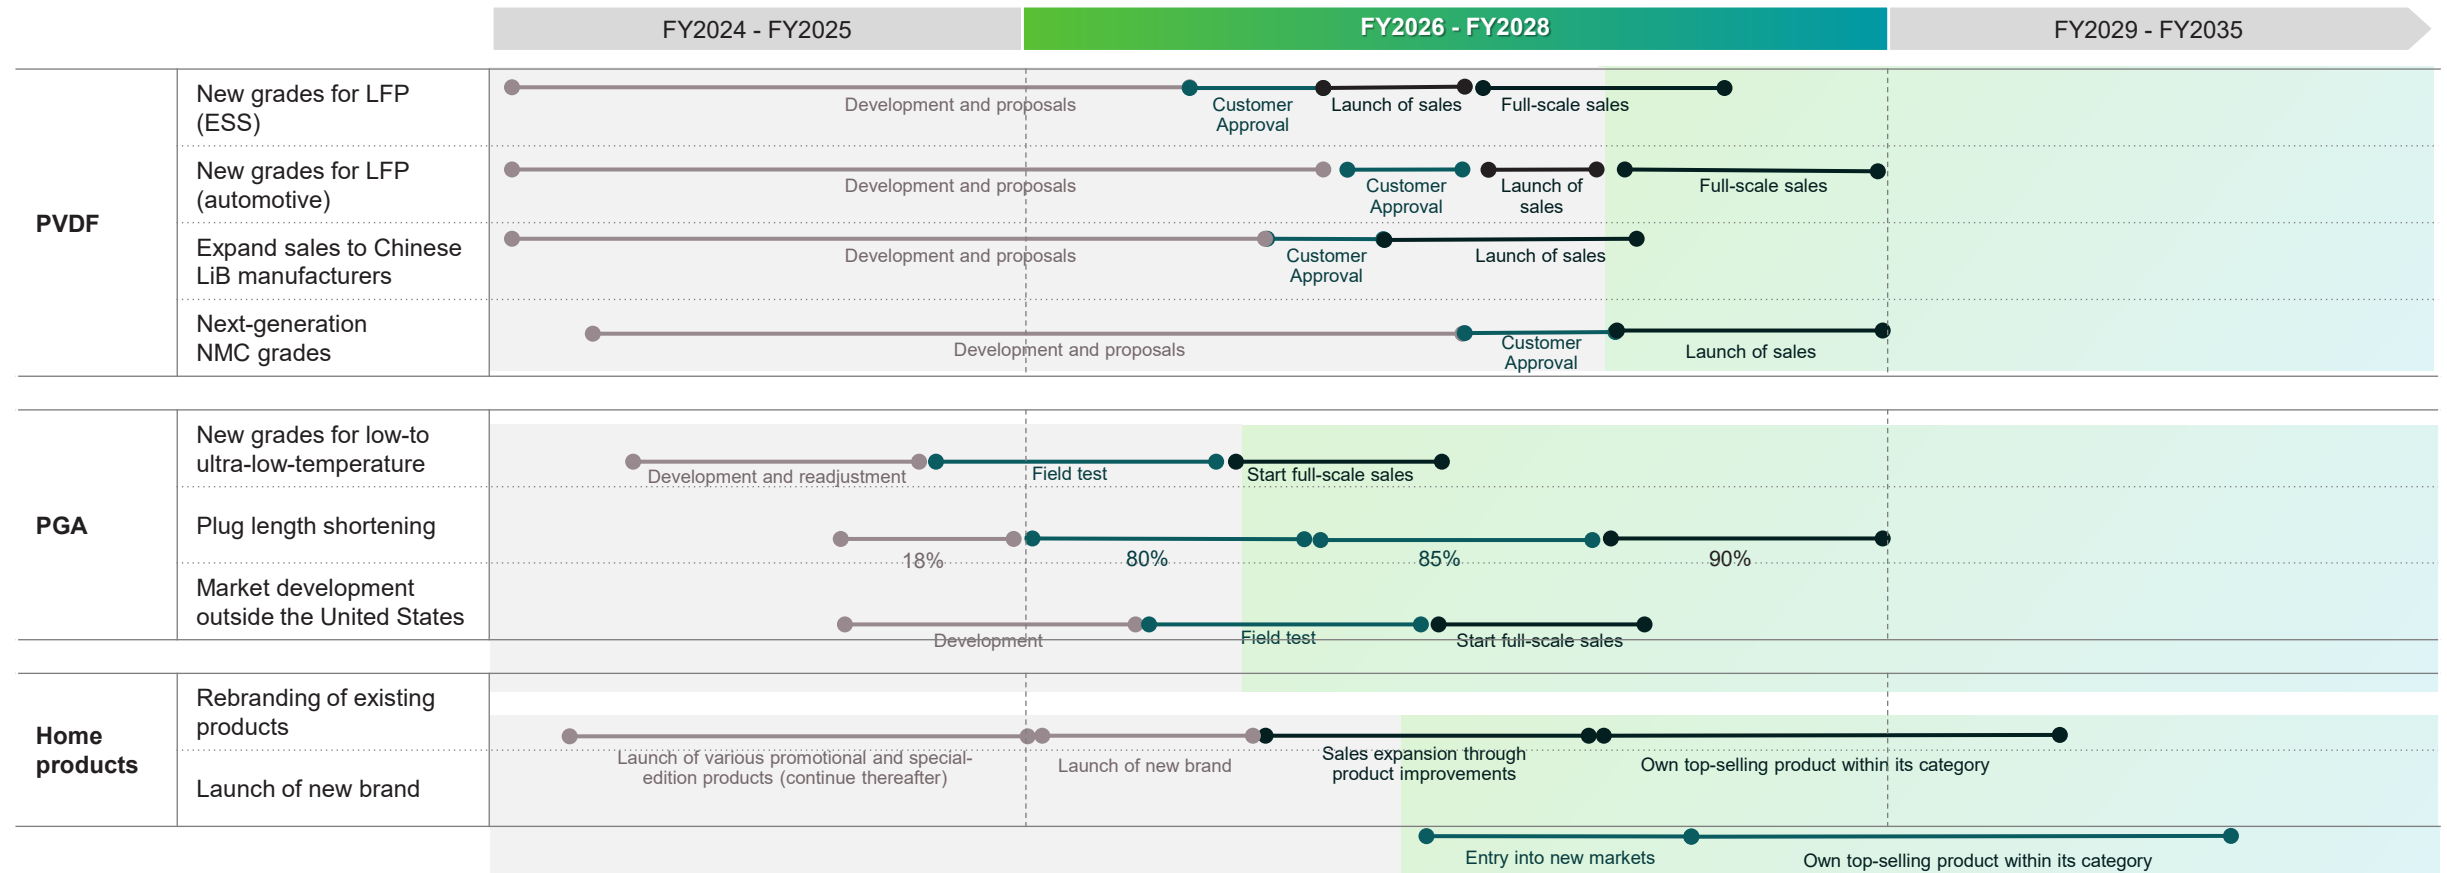 FY2024 - FY2025
FY2026 - FY2028
FY2029 - FY2035
PVDF
New grades for LFP
(ESS)
Development and proposals
Customer
Approval
Launch of sales
Full-scale sales
New grades for LFP
(automotive)
Development and proposals
Customer
Approval
Launch of
sales
Full-scale sales
Expand sales to Chinese
LiB manufacturers
Development and proposals
Customer
Approval
Launch of sales
Next-generation
NMC grades
Development and proposals
Customer
Approval
Launch of sales
PGA
New grades for low-to
ultra-low-temperature
Development and readjustment
Field test
Start full-scale sales
Plug length shortening
18%
80%
85%
90%
Market development
outside the United States
Development
Field test
Start full-scale sales
Home
products
Rebranding of existing
products
Launch of various promotional and special-
edition products (continue thereafter)
Launch of new brand
Sales expansion through
product improvements
Own top-selling product within its category
Launch of new brand
Entry into new markets
Own top-selling product within its category